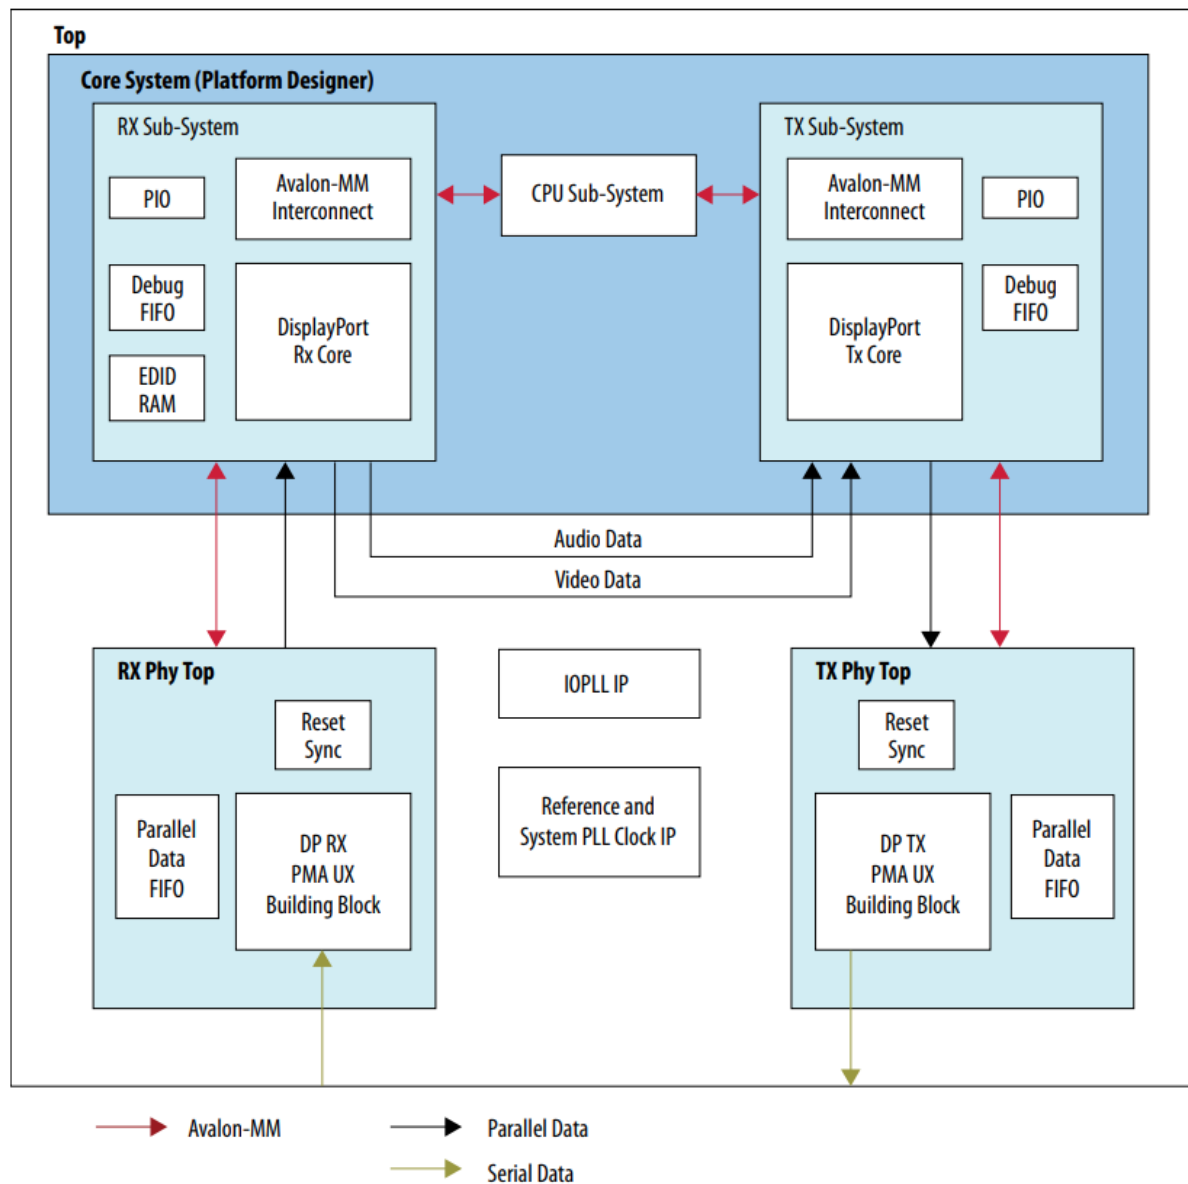 Top
Core System (Platform Designer)
RX Sub-System
PIO
Avalon-MM
Interconnect
Debug
FIFO
EDID
RAM
DisplayPort
Rx Core
CPU Sub-System
TX Sub-System
Avalon-MM
Interconnect
PIO
DisplayPort
Tx Core
Debug
FIFO
Audio Data
Video Data
RX Phy Top
Reset
Sync
Parallel
Data
FIFO
DP RX
PMA UX
Building Block
IOPLL IP
Reference and
System PLL Clock IP
TX Phy Top
Reset
Sync
DP TX
PMA UX
Building Block
Parallel
Data
FIFO
Avalon-MM
Parallel Data
Serial Data